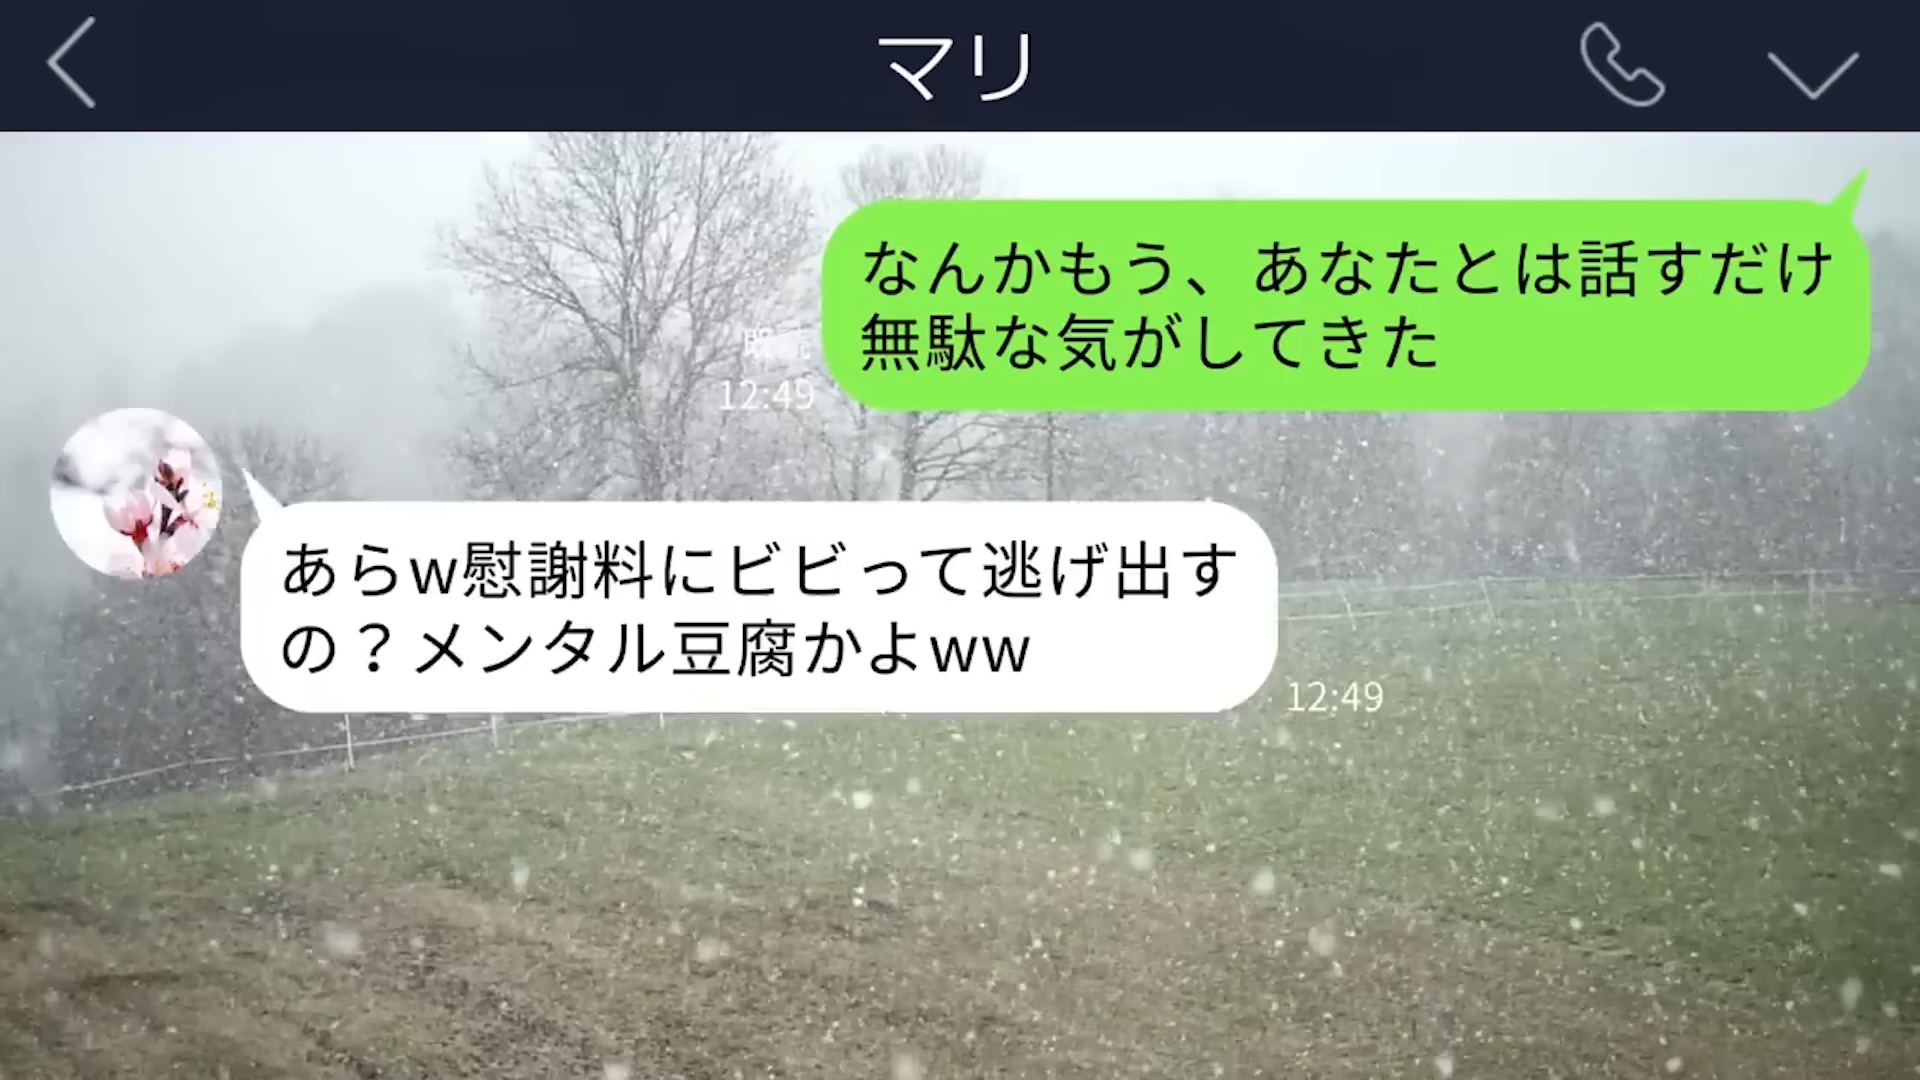 マリ
なんかもう、あなたとは話すだけ
無駄な気がしてきた
既読
12:49
あらw慰謝料にビビって逃げ出す
の？メンタル豆腐かよww
12:49